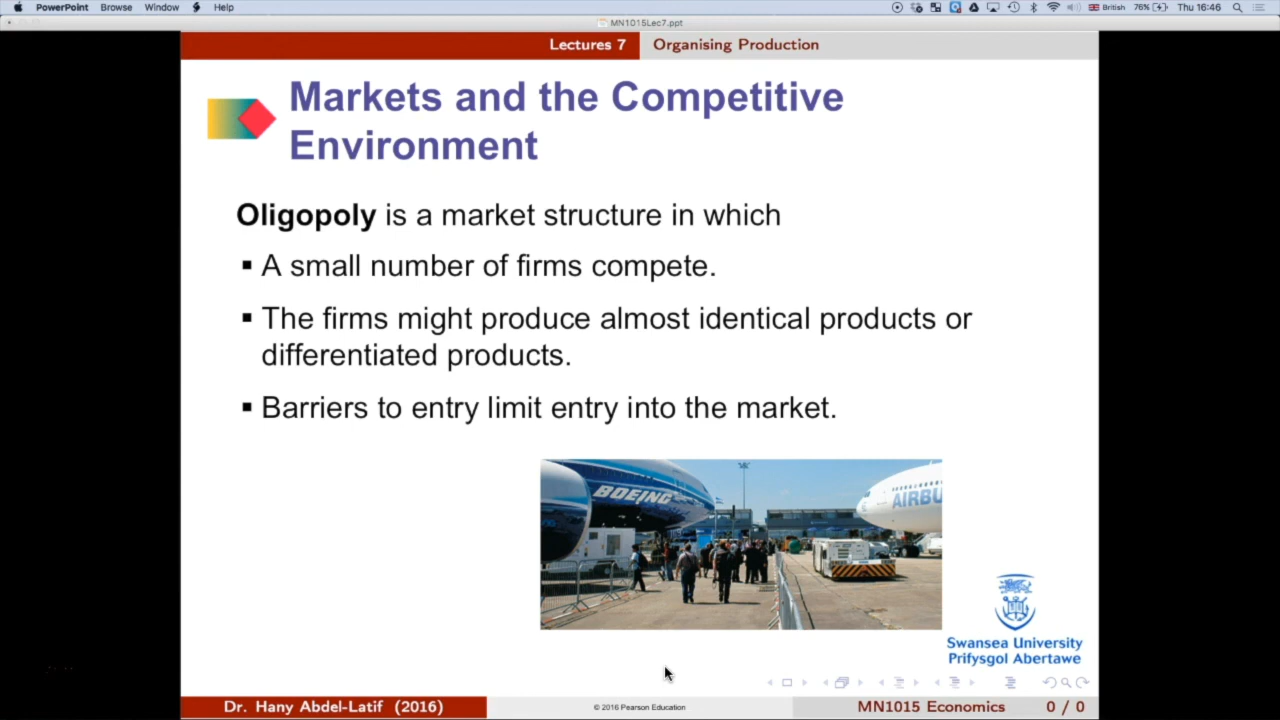 PowerPoint Browse Window Help British 76% Thu 16:46
MN1015Lec7.ppt
Lectures 7 Organising Production
Markets and the Competitive
Environment
Oligopoly is a market structure in which
▪ A small number of firms compete.
▪ The firms might produce almost identical products or
differentiated products.
▪ Barriers to entry limit entry into the market.
BOEING
AIRBU
Swansea University
Prifysgol Abertawe
Dr. Hany Abdel-Latif (2016) © 2016 Pearson Education MN1015 Economics 0 / 0